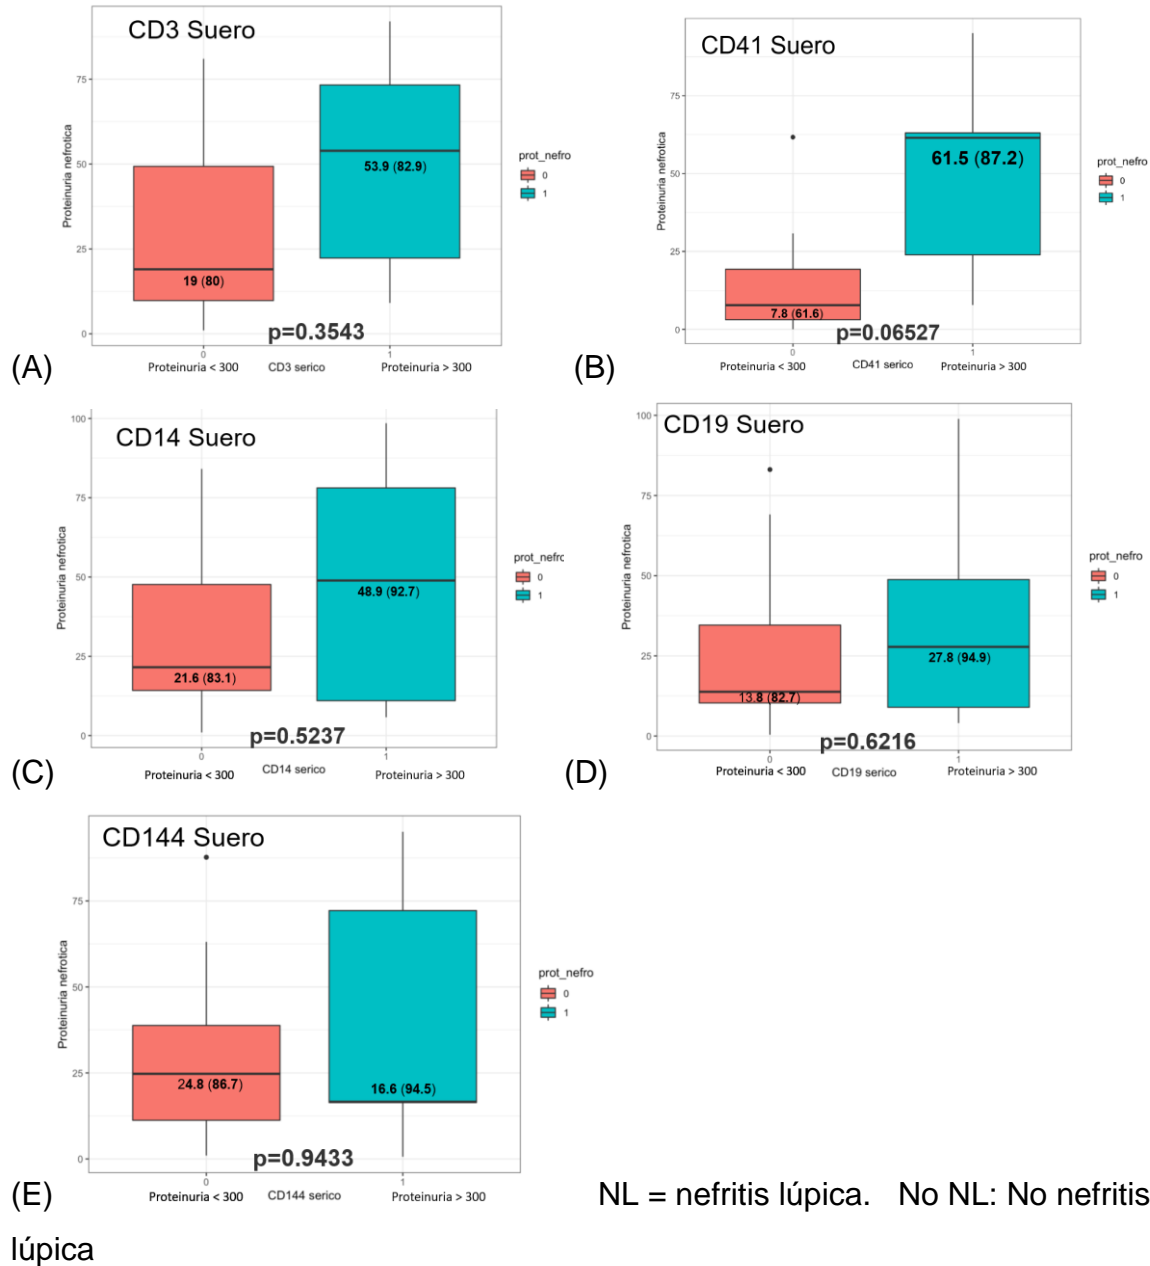 CD3 Suero
Proteinuria nefrotica
75
50
25
0
53.9 (82.9)
19 (80)
p=0.3543
0
1
Proteinuria < 300
CD3 serico
Proteinuria > 300
prot_nefro
0
1
(A)
CD41 Suero
Proteinuria nefrotica
75
50
25
0
61.5 (87.2)
7.8 (61.6)
p=0.06527
0
1
Proteinuria < 300
CD41 serico
Proteinuria > 300
prot_nefro
0
1
(B)
CD14 Suero
Proteinuria nefrotica
100
75
50
25
0
48.9 (92.7)
21.6 (83.1)
p=0.5237
0
1
Proteinuria < 300
CD14 serico
Proteinuria > 300
prot_nefrc
0
1
(C)
CD19 Suero
Proteinuria nefrotica
100
75
50
25
0
27.8 (94.9)
13.8 (82.7)
p=0.6216
0
1
Proteinuria < 300
CD19 serico
Proteinuria > 300
prot_nefro
0
1
(D)
CD144 Suero
Proteinuria nefrotica
75
50
25
0
24.8 (86.7)
16.6 (94.5)
p=0.9433
0
1
Proteinuria < 300
CD144 serico
Proteinuria > 300
prot_nefro
0
1
(E)
NL = nefritis lúpica. No NL: No nefritis
lúpica